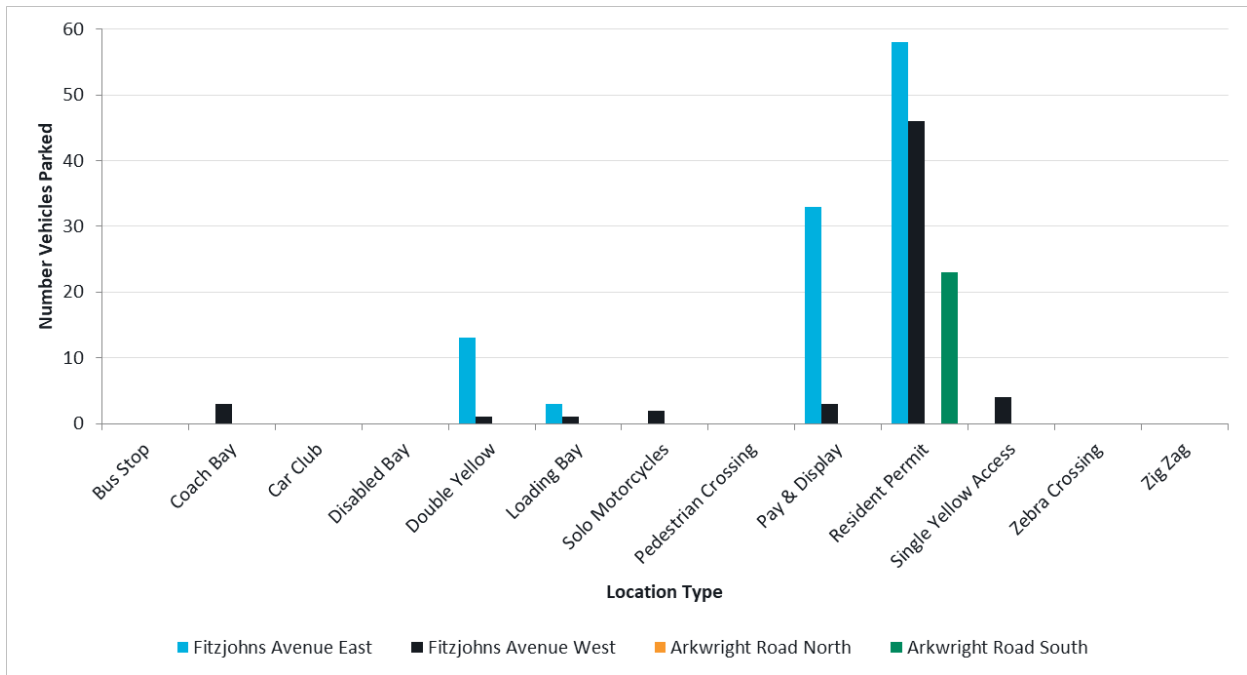 60
50
40
30
20
10
0
Number Vehicles Parked
Bus Stop
Coach Bay
Car Club
Disabled Bay
Double Yellow
Loading Bay
Solo Motorcycles
Pedestrian Crossing
Pay & Display
Resident Permit
Single Yellow Access
Zebra Crossing
Zig Zag
Location Type
Fitzjohns Avenue East
Fitzjohns Avenue West
Arkwright Road North
Arkwright Road South